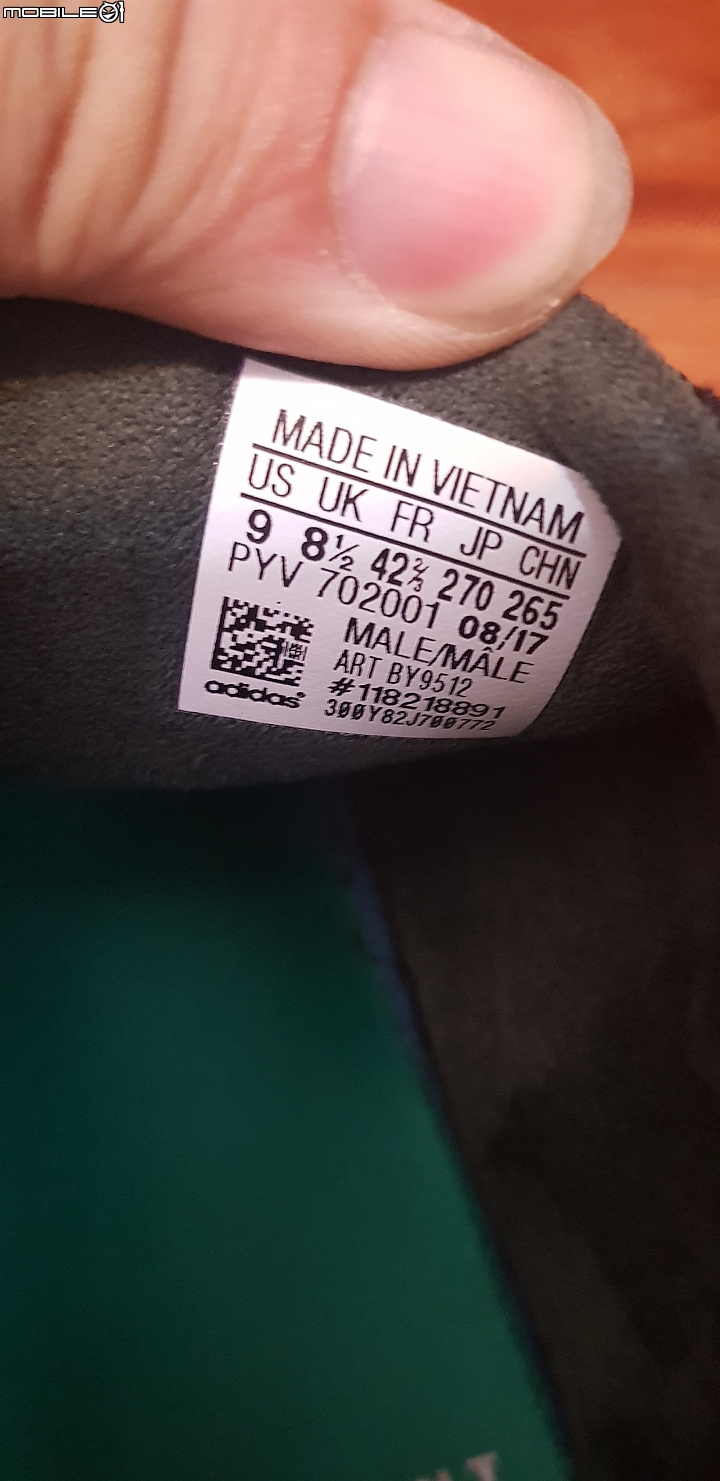 MOBILE01
MADE IN VIETNAM
US UK FR JP CHN
9 8½ 42⅔ 270 265
PYV 702001 08/17
MALE/MÂLE
ART BY9512
#118218891
300Y82J700772
adidas